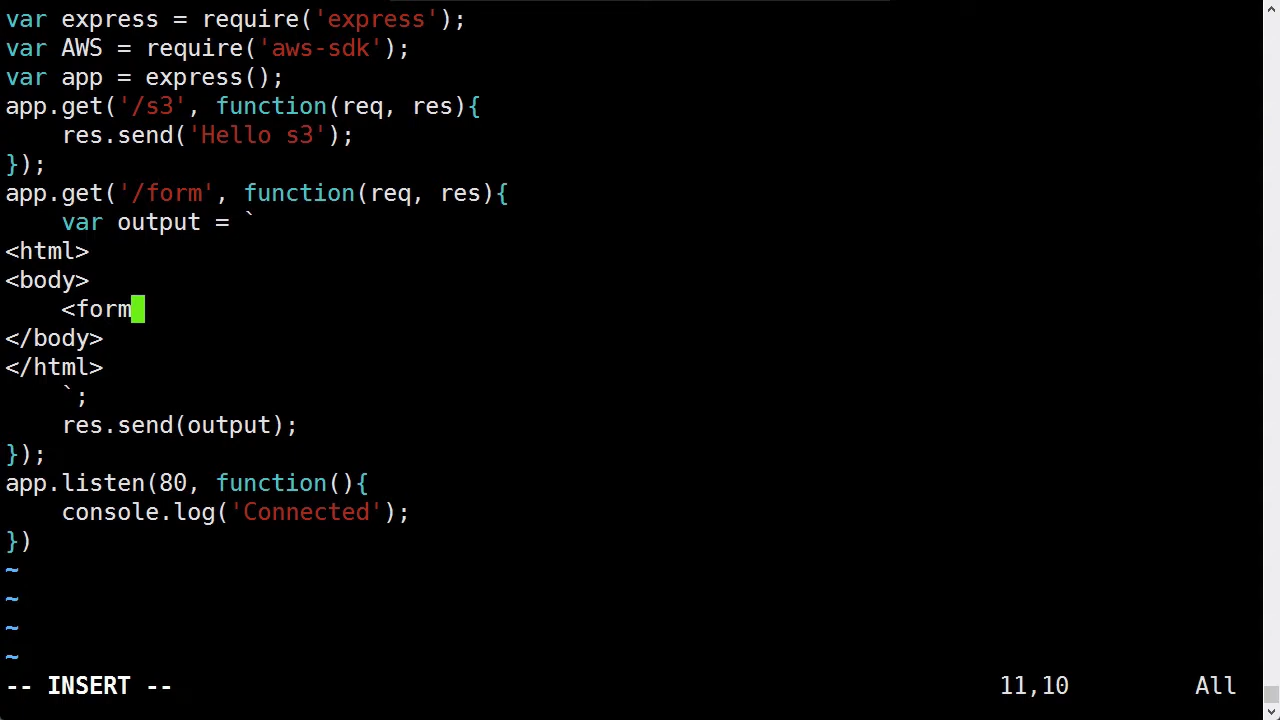 var express = require('express');
var AWS = require('aws-sdk');
var app = express();
app.get('/s3', function(req, res){
    res.send('Hello s3');
});
app.get('/form', function(req, res){
    var output = `
<html>
<body>
    <form
</body>
</html>
    `;
    res.send(output);
});
app.listen(80, function(){
    console.log('Connected');
})
~
~
~
~
-- INSERT -- 11,10 All